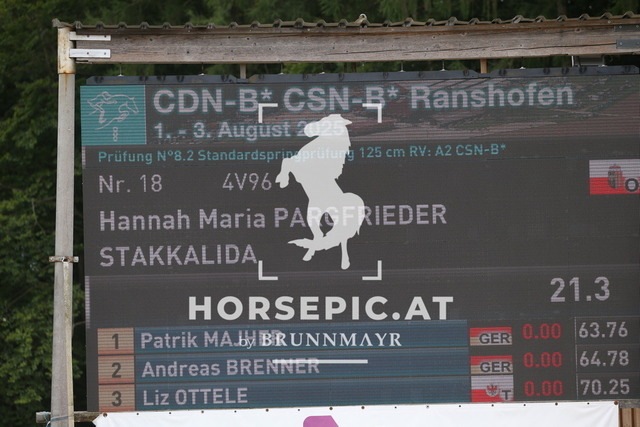 CDN-B* CSN-B* Ranshofen
1. - 3. August 2025
Prüfung N°8.2 Standardspringprüfung 125 cm RV: A2 CSN-B*
Nr. 18 4V96
Hannah Maria PARGFRIEDER
STAKKALIDA
21.3
HORSEPIC.AT
by BRUNNMAYR
1 Patrik MAJHER GER 0.00 63.76
2 Andreas BRENNER GER 0.00 64.78
3 Liz OTTELE T 0.00 70.25